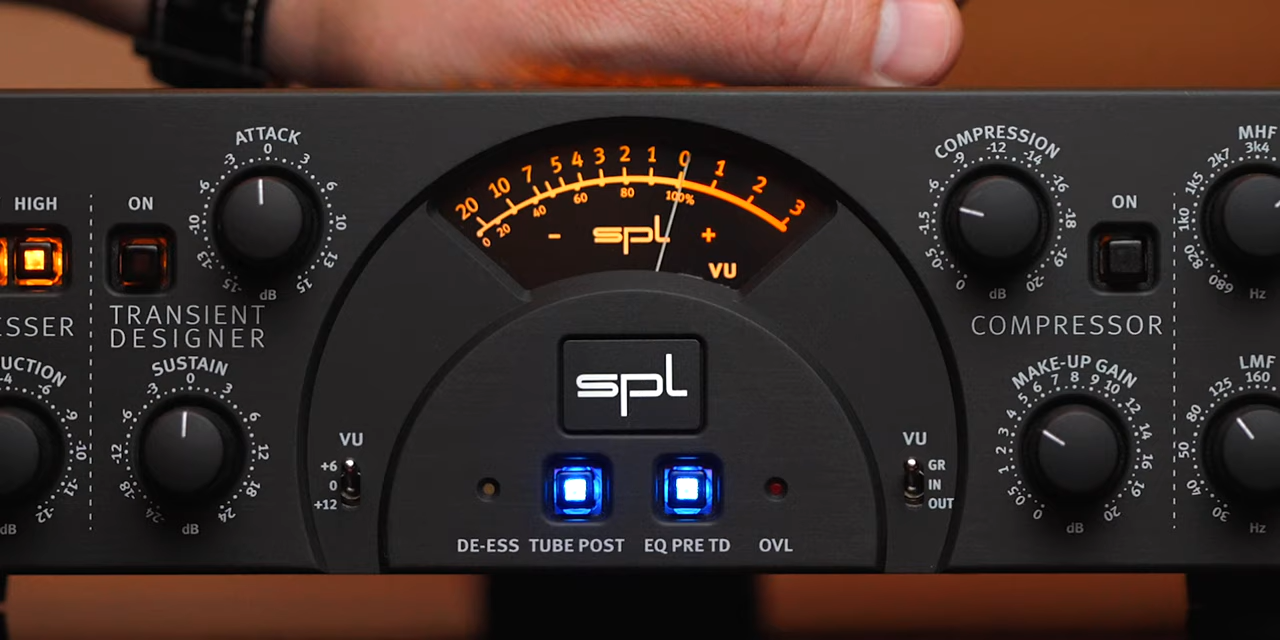 HIGH
ESSER
UCTION
-4 -6 -9 -10 -11 -12
dB
ON
TRANSIENT
DESIGNER
ATTACK
-15 -13 -10 -6 -3 0 3 6 10 13 15
dB
SUSTAIN
-24 -18 -12 -6 -3 0 3 6 12 18 24
dB
20 10 7 5 4 3 2 1 0 1 2 3
0 20 40 60 80 100%
- spl +
VU
spl
VU
+6
0
+12
DE-ESS
TUBE POST
EQ PRE TD
OVL
VU
GR
IN
OUT
COMPRESSION
0 -0.5 -1.5 -6 -9 -12 -14 -16 -18 -19 -20
dB
ON
COMPRESSOR
MAKE-UP GAIN
0 0.5 1 2 3 4 5 6 7 8 9 10 12 14 16 19 20
dB
MHF
680 820 1k0 1k5 2k7 3k4
Hz
LMF
30 40 50 80 125 160
Hz